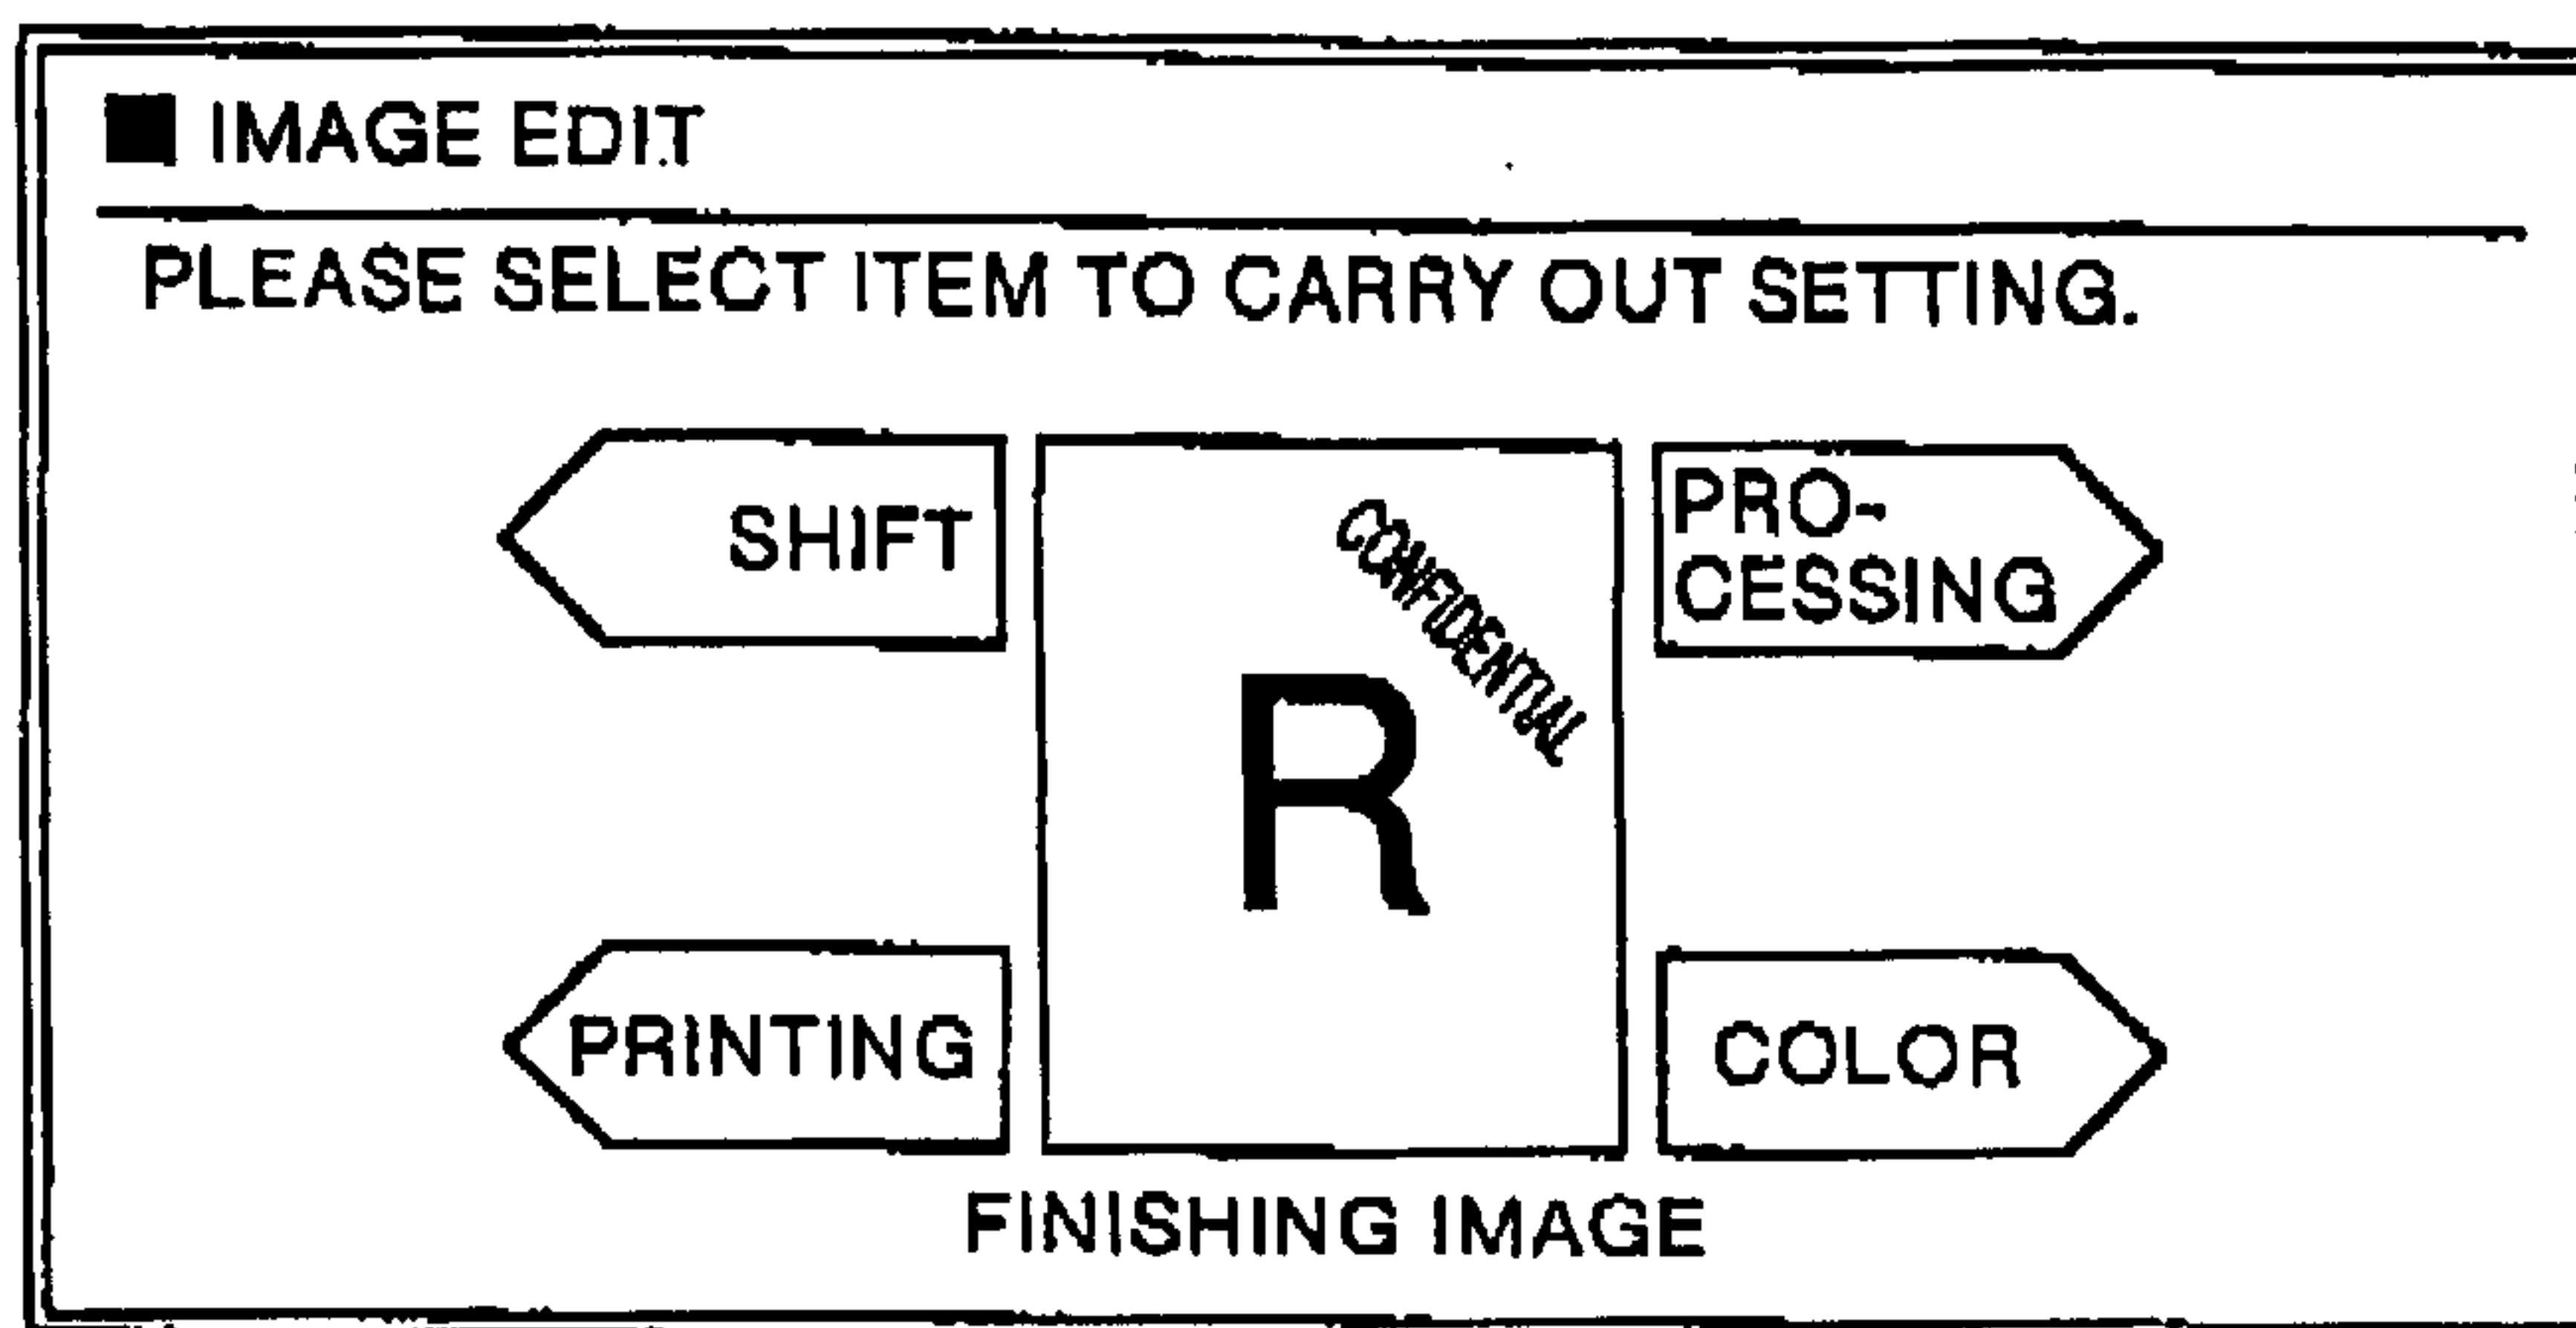 ■ IMAGE EDIT
PLEASE SELECT ITEM TO CARRY OUT SETTING.
SHIFT
CONFIDENTIAL
R
PRO-
CESSING
PRINTING
COLOR
FINISHING IMAGE